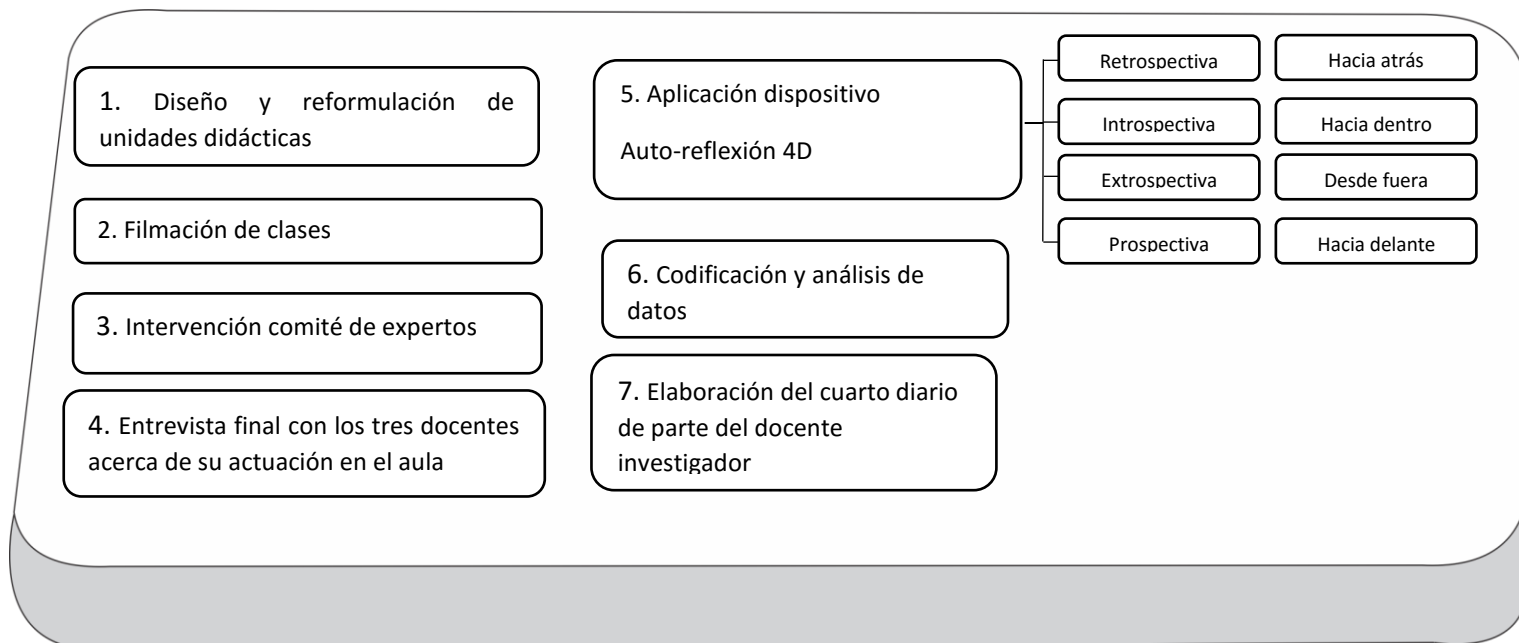 1. Diseño y reformulación de
unidades didácticas
2. Filmación de clases
3. Intervención comité de expertos
4. Entrevista final con los tres docentes
acerca de su actuación en el aula
5. Aplicación dispositivo
Auto-reflexión 4D
Retrospectiva
Hacia atrás
Introspectiva
Hacia dentro
Extrospectiva
Desde fuera
Prospectiva
Hacia delante
6. Codificación y análisis de
datos
7. Elaboración del cuarto diario
de parte del docente
investigador